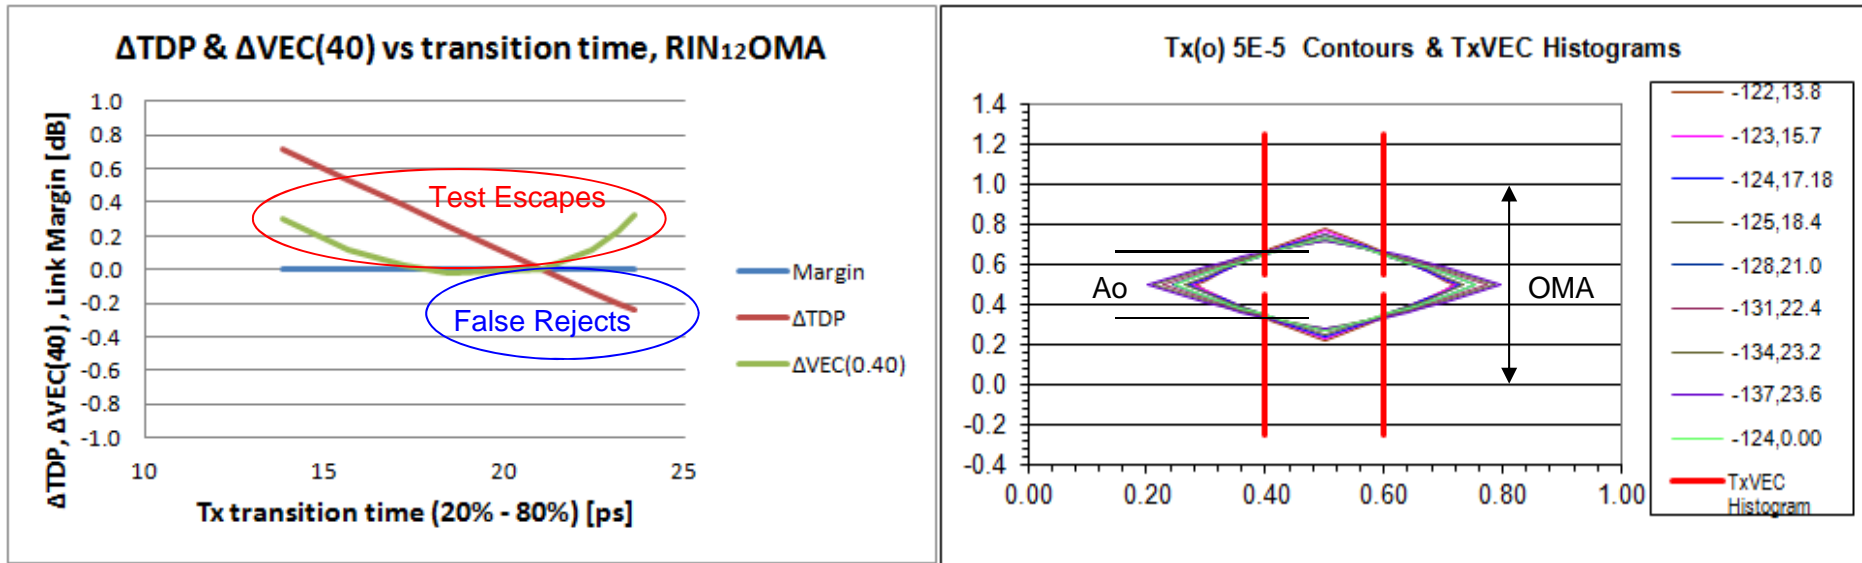 ΔTDP & ΔVEC(40) vs transition time, RIN₁₂OMA
ΔTDP, ΔVEC(40) , Link Margin [dB]
1.0
0.8
0.6
0.4
0.2
0.0
-0.2
-0.4
-0.6
-0.8
-1.0
10 15 20 25
Tx transition time (20% - 80%) [ps]
Test Escapes
False Rejects
Margin
ΔTDP
ΔVEC(0.40)
Tx(o) 5E-5 Contours & TxVEC Histograms
1.4
1.2
1.0
0.8
0.6
0.4
0.2
0.0
-0.2
-0.4
0.00 0.20 0.40 0.60 0.80 1.00
Ao
OMA
-122,13.8
-123,15.7
-124,17.18
-125,18.4
-128,21.0
-131,22.4
-134,23.2
-137,23.6
-124,0.00
TxVEC
Histogram